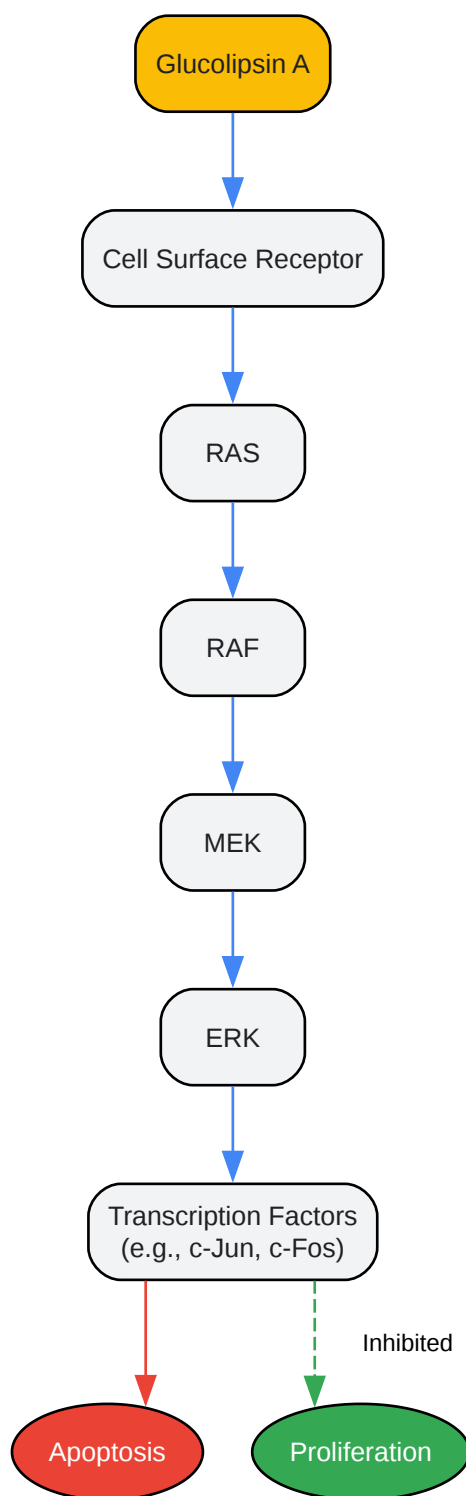 Glucolipsin A
Cell Surface Receptor
RAS
RAF
MEK
ERK
Transcription Factors
(e.g., c-Jun, c-Fos)
Inhibited
Apoptosis
Proliferation